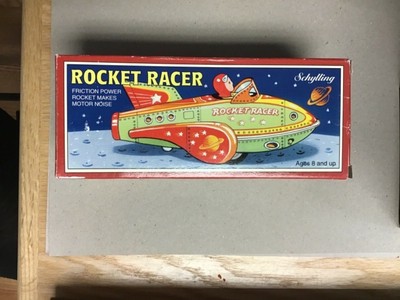 ROCKET RACER
FRICTION POWER
ROCKET MAKES
MOTOR NOISE
Schylling
ROCKET RACER
Ages 8 and up